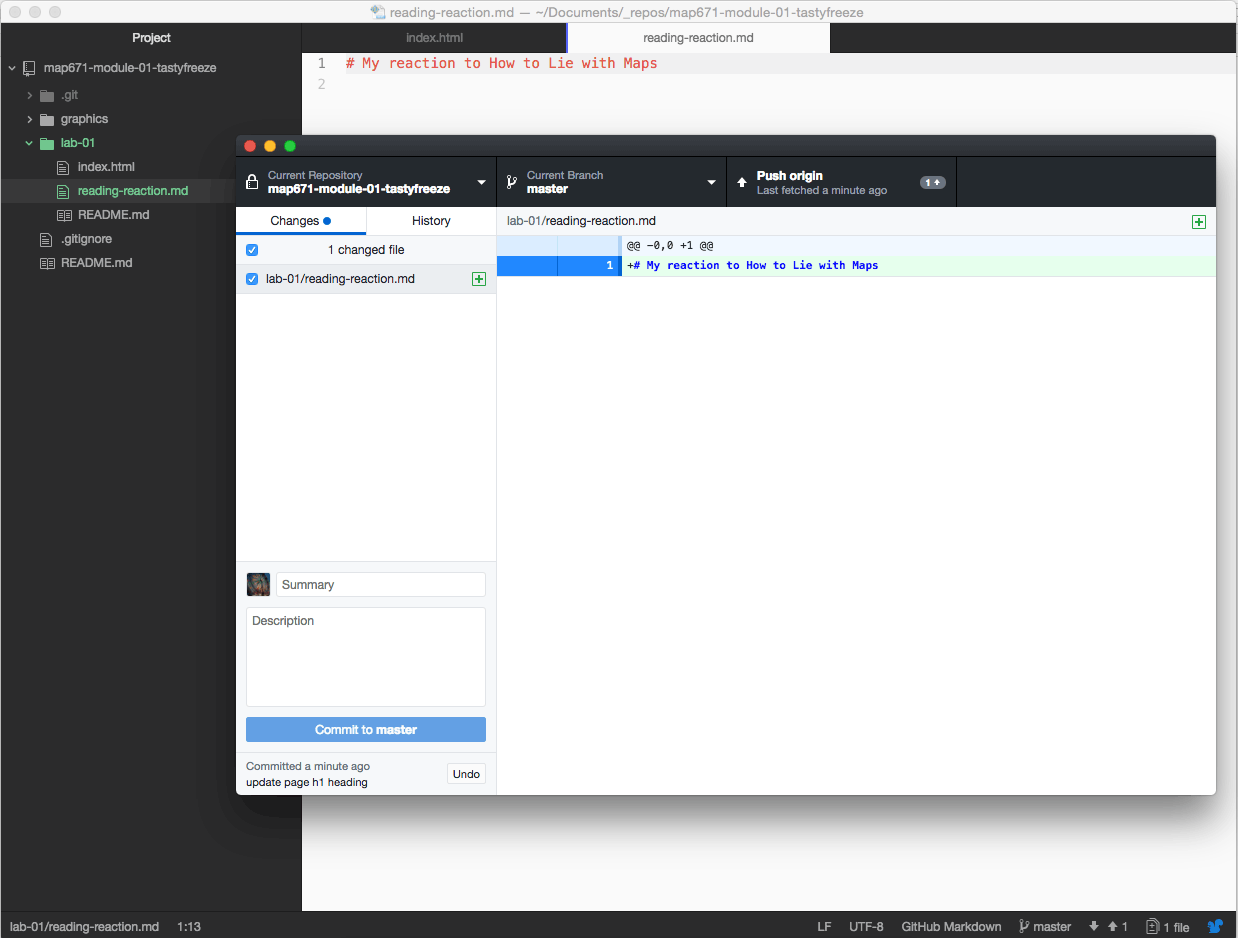 reading-reaction.md — ~/Documents/_repos/map671-module-01-tastyfreeze
Project
index.html
reading-reaction.md
map671-module-01-tastyfreeze
.git
graphics
lab-01
index.html
reading-reaction.md
README.md
.gitignore
README.md
1 # My reaction to How to Lie with Maps
2
Current Repository
map671-module-01-tastyfreeze
Current Branch
master
Push origin
Last fetched a minute ago
1
Changes
History
lab-01/reading-reaction.md
1 changed file
lab-01/reading-reaction.md
@@ -0,0 +1 @@
1 +# My reaction to How to Lie with Maps
Summary
Description
Commit to master
Committed a minute ago
update page h1 heading
Undo
lab-01/reading-reaction.md 1:13 LF UTF-8 GitHub Markdown master 1 1 file